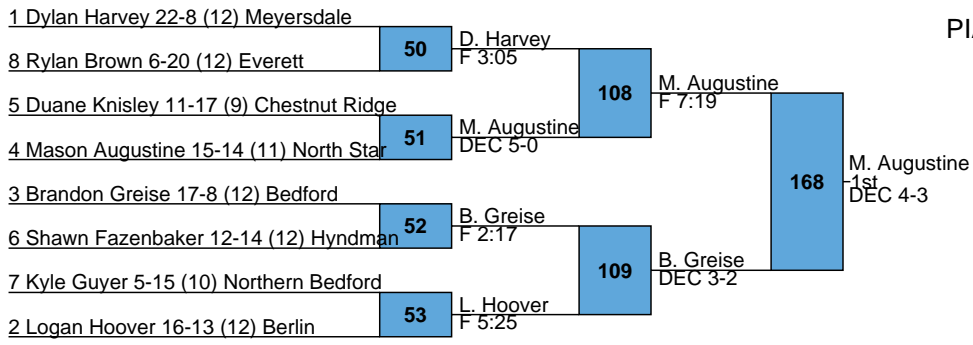 1 Dylan Harvey 22-8 (12) Meyersdale
8 Rylan Brown 6-20 (12) Everett
5 Duane Knisley 11-17 (9) Chestnut Ridge
4 Mason Augustine 15-14 (11) North Star
3 Brandon Greise 17-8 (12) Bedford
6 Shawn Fazenbaker 12-14 (12) Hyndman
7 Kyle Guyer 5-15 (10) Northern Bedford
2 Logan Hoover 16-13 (12) Berlin
50
51
52
53
D. Harvey
F 3:05
M. Augustine
DEC 5-0
B. Greise
F 2:17
L. Hoover
F 5:25
108
109
M. Augustine
F 7:19
B. Greise
DEC 3-2
168
M. Augustine
1st
DEC 4-3